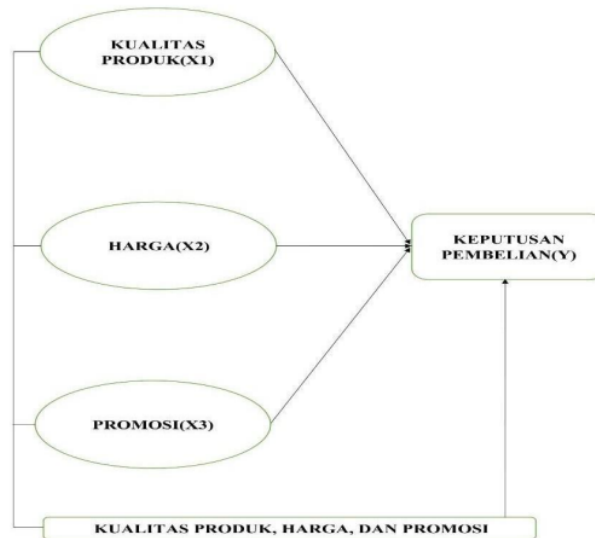 KUALITAS
PRODUK(X1)
HARGA(X2)
KEPUTUSAN
PEMBELIAN(Y)
PROMOSI(X3)
KUALITAS PRODUK, HARGA, DAN PROMOSI